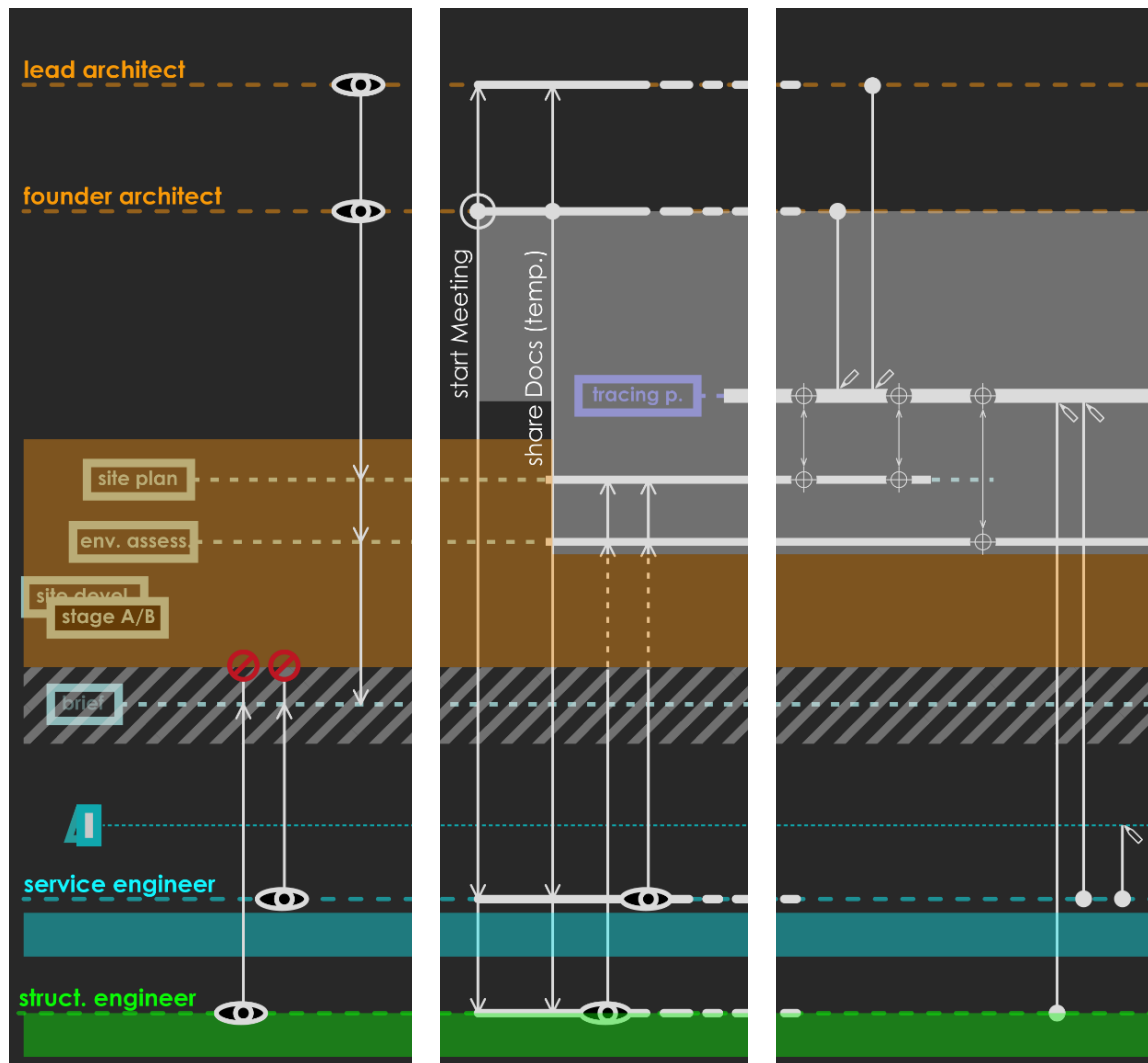 lead architect
founder architect
start Meeting
share Docs (temp.)
tracing p.
site plan
env. assess.
site devel
stage A/B
brief
service engineer
struct. engineer